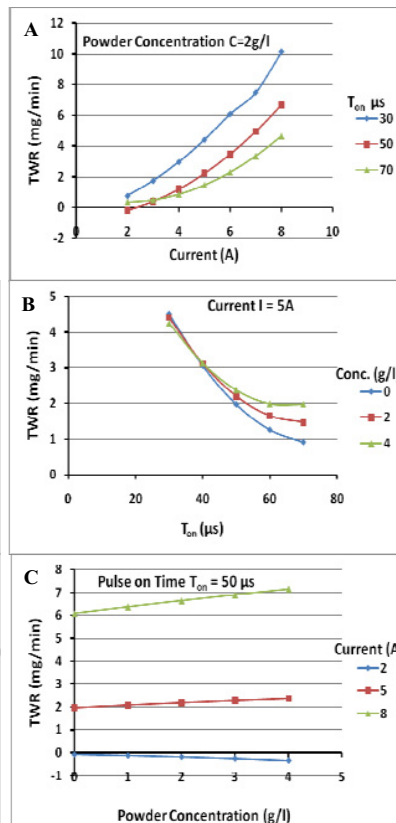 A
Powder Concentration C=2g/l
12
10
8
6
4
2
0
-2
TWR (mg/min)
0 2 4 6 8 10
Current (A)
Ton µs
30
50
70
B
Current I = 5A
5
4
3
2
1
0
TWR (mg/min)
0 20 40 60 80
Ton (µs)
Conc. (g/l
0
2
4
C
Pulse on Time Ton = 50 µs
8
7
6
5
4
3
2
1
0
-1
TWR (mg/min)
0 1 2 3 4 5
Powder Concentration (g/l)
Current (A
2
5
8